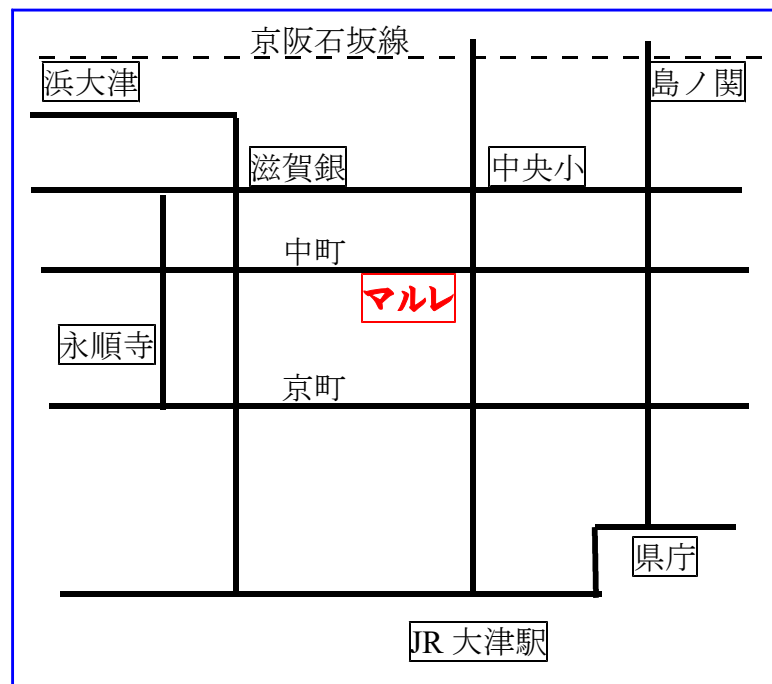 京阪石坂線
浜大津
島ノ関
滋賀銀
中央小
中町
マルレ
永順寺
京町
県庁
JR 大津駅